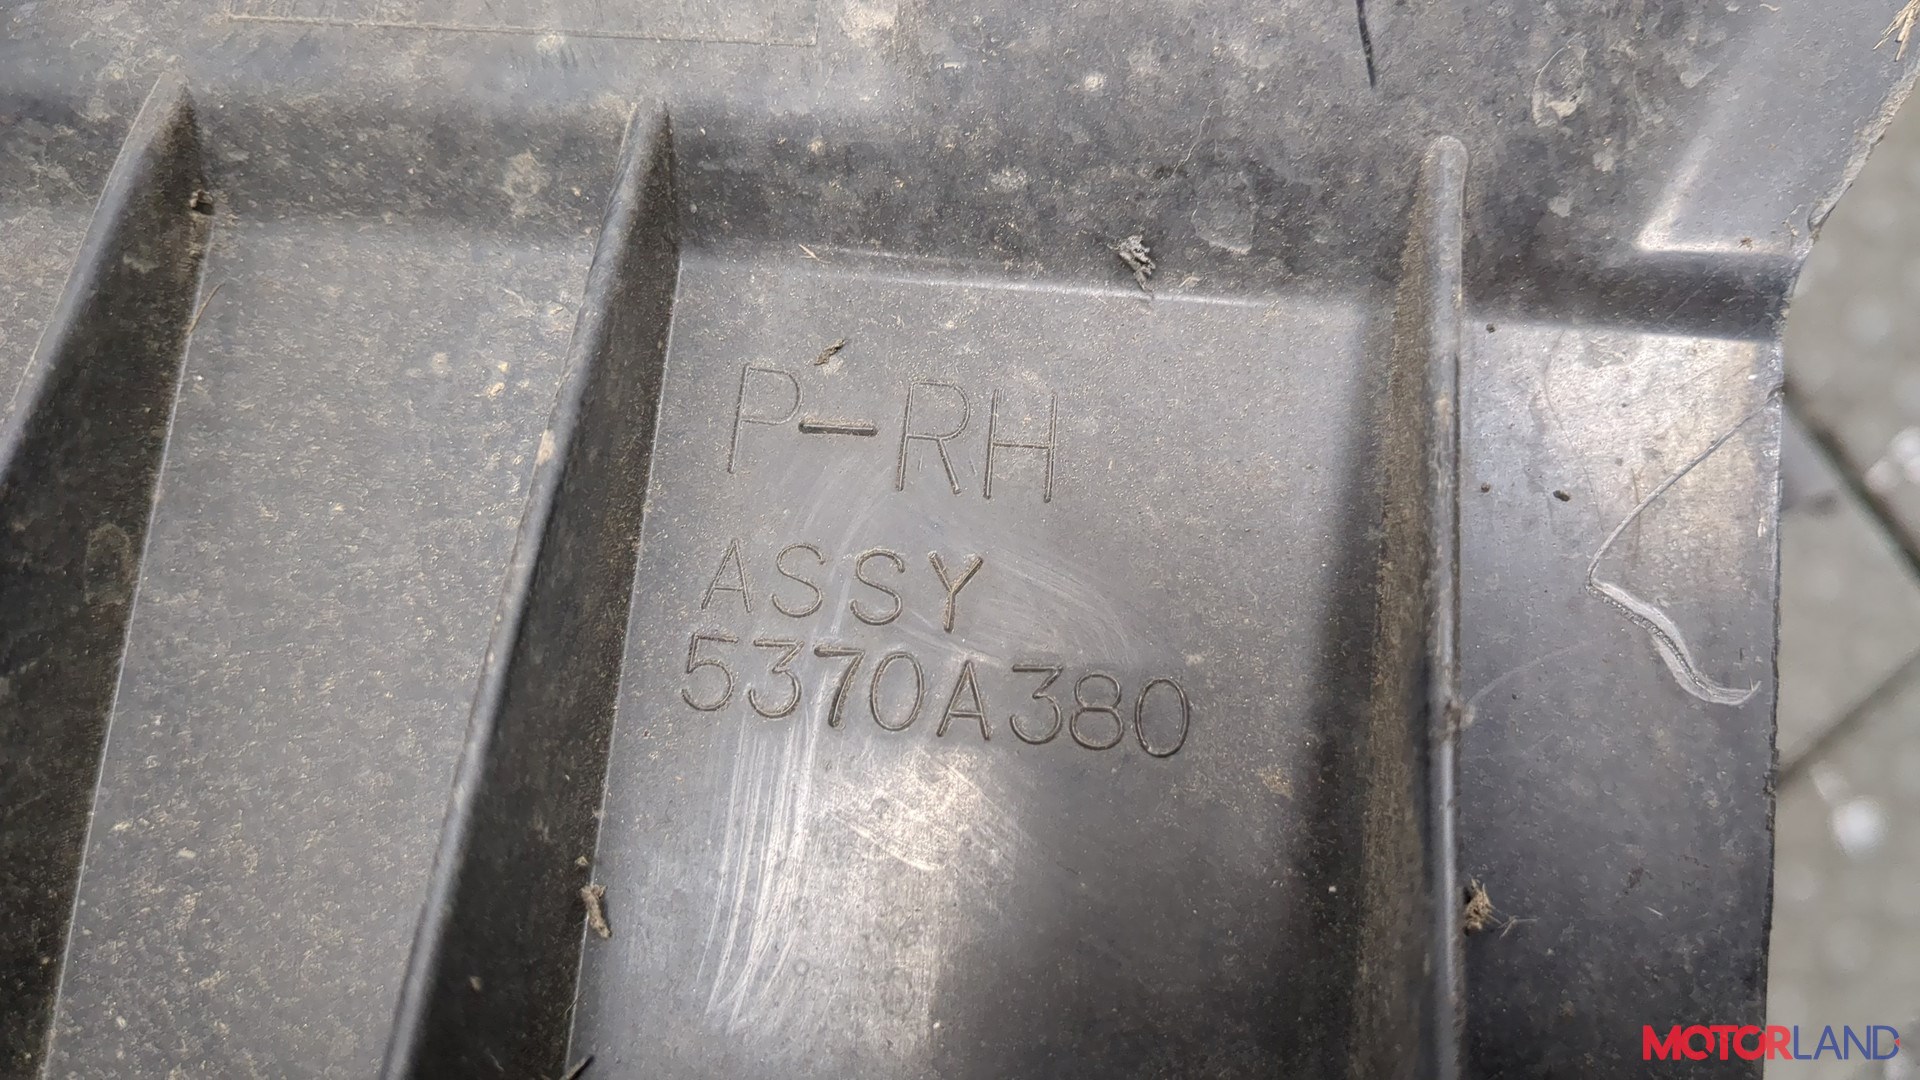 P-RH
ASSY
5370A380
MOTORLAND